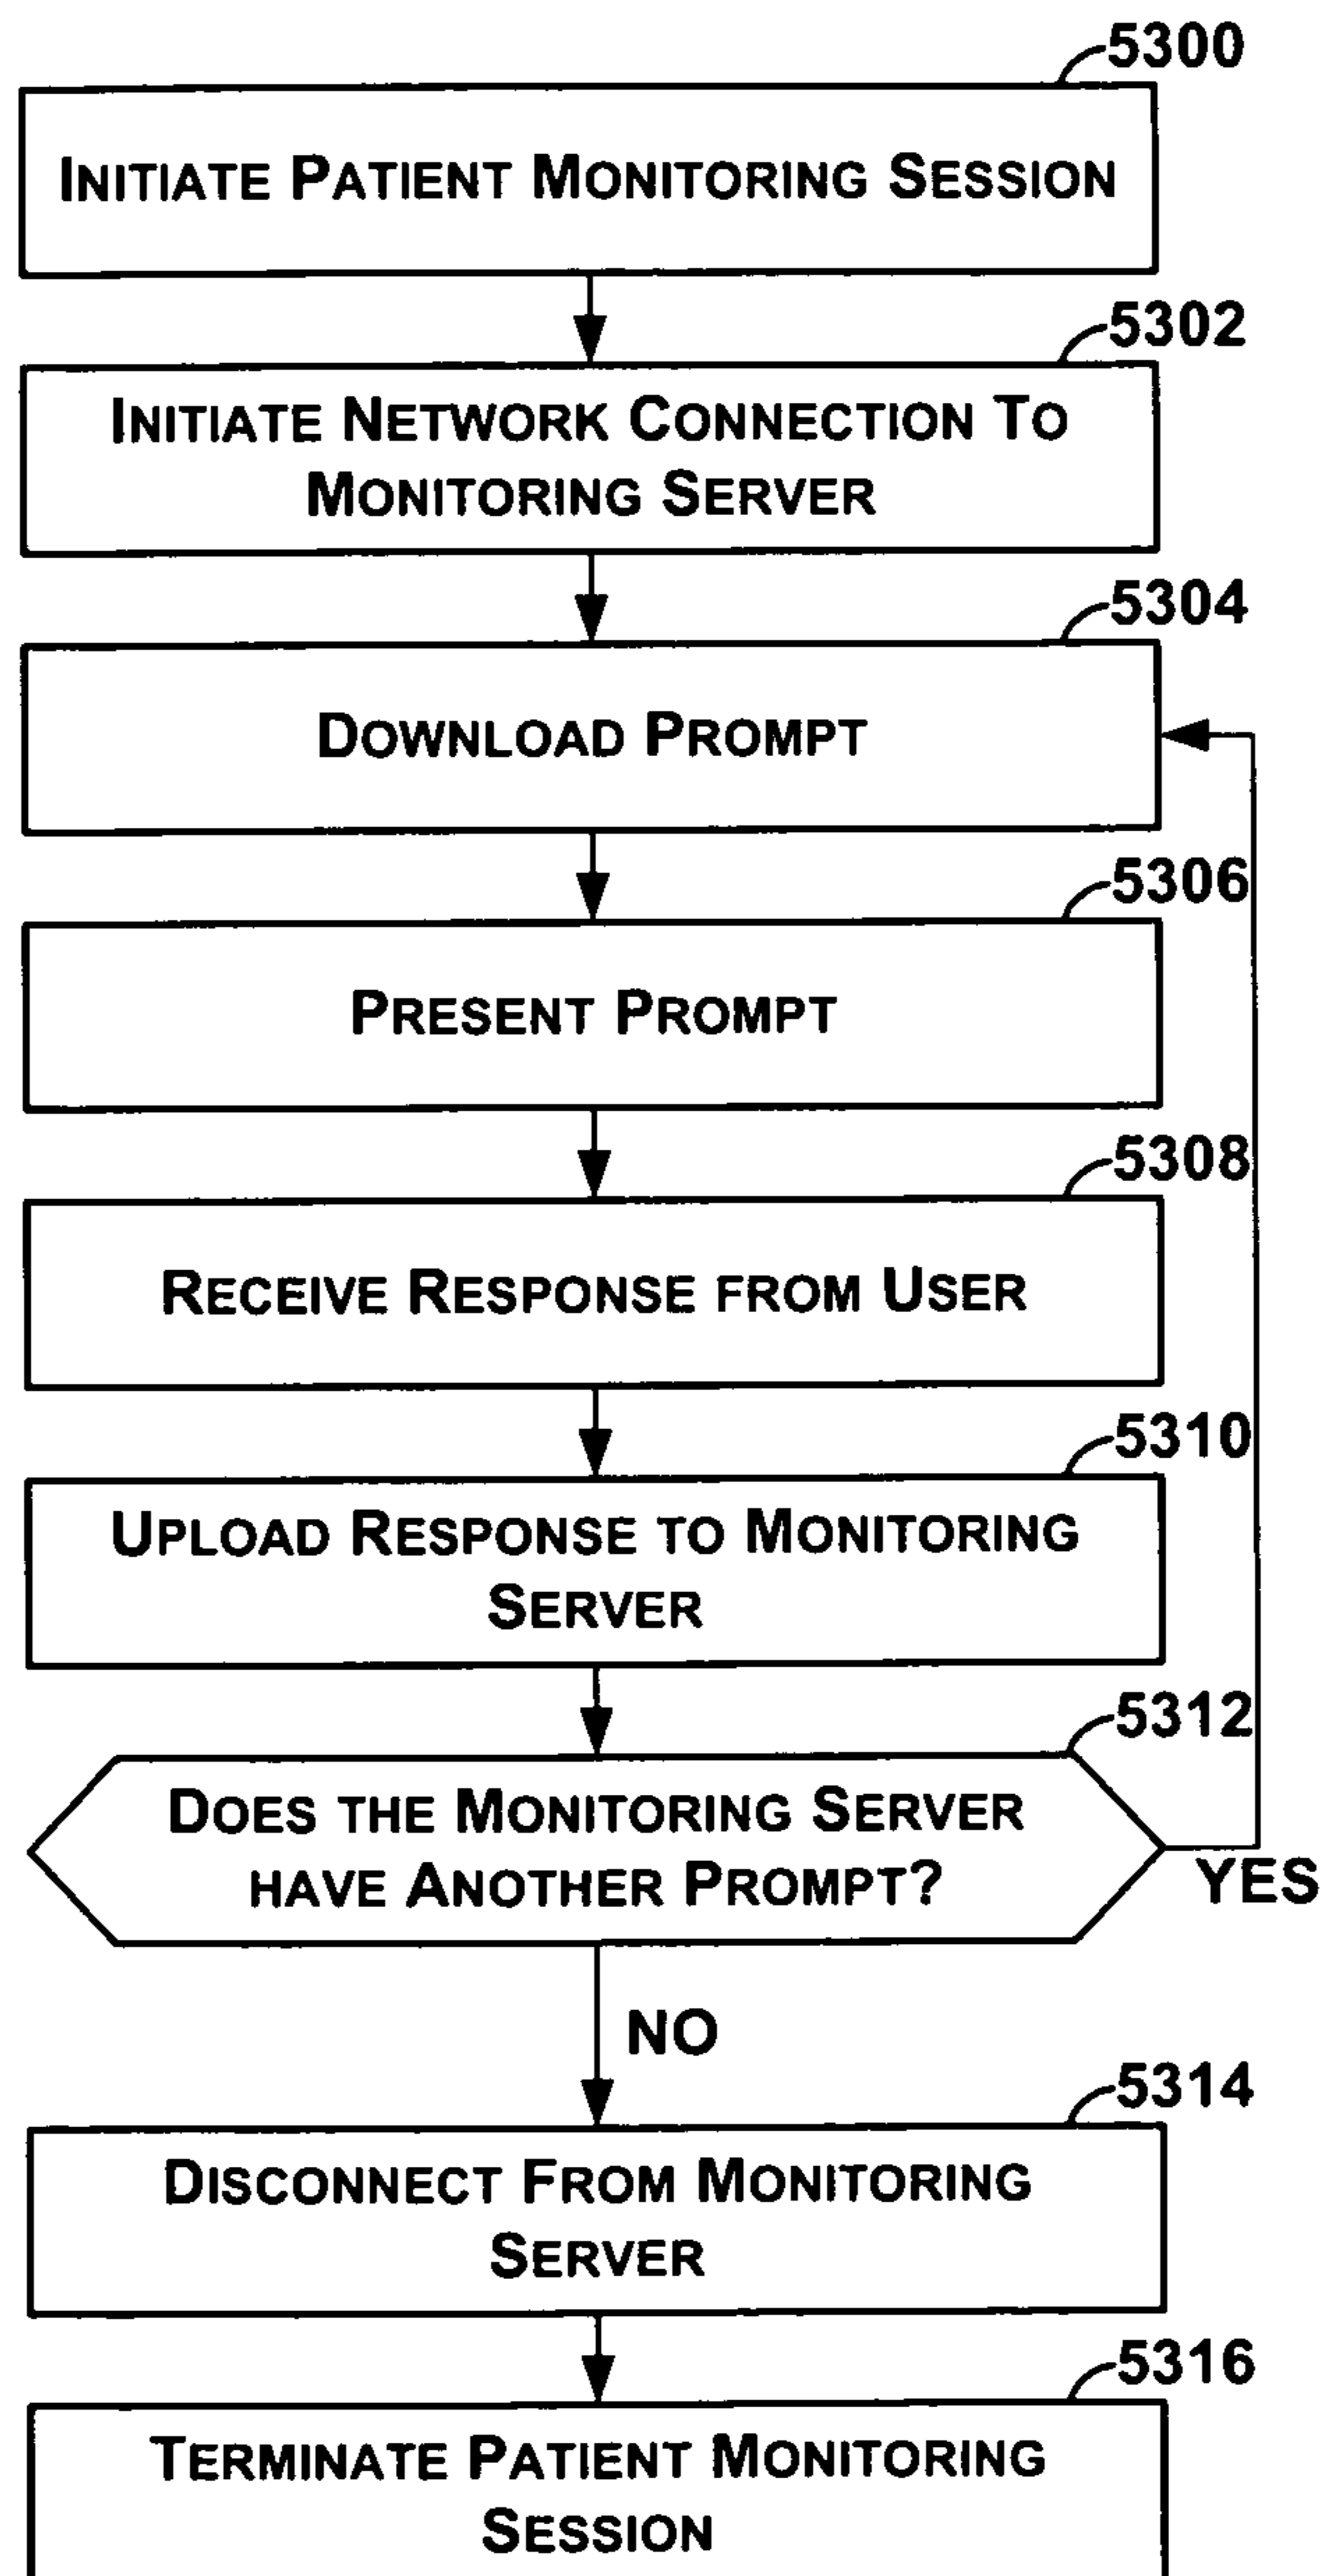 5300
INITIATE PATIENT MONITORING SESSION
5302
INITIATE NETWORK CONNECTION TO
MONITORING SERVER
5304
DOWNLOAD PROMPT
5306
PRESENT PROMPT
5308
RECEIVE RESPONSE FROM USER
5310
UPLOAD RESPONSE TO MONITORING
SERVER
5312
DOES THE MONITORING SERVER
HAVE ANOTHER PROMPT?
YES
NO
5314
DISCONNECT FROM MONITORING
SERVER
5316
TERMINATE PATIENT MONITORING
SESSION